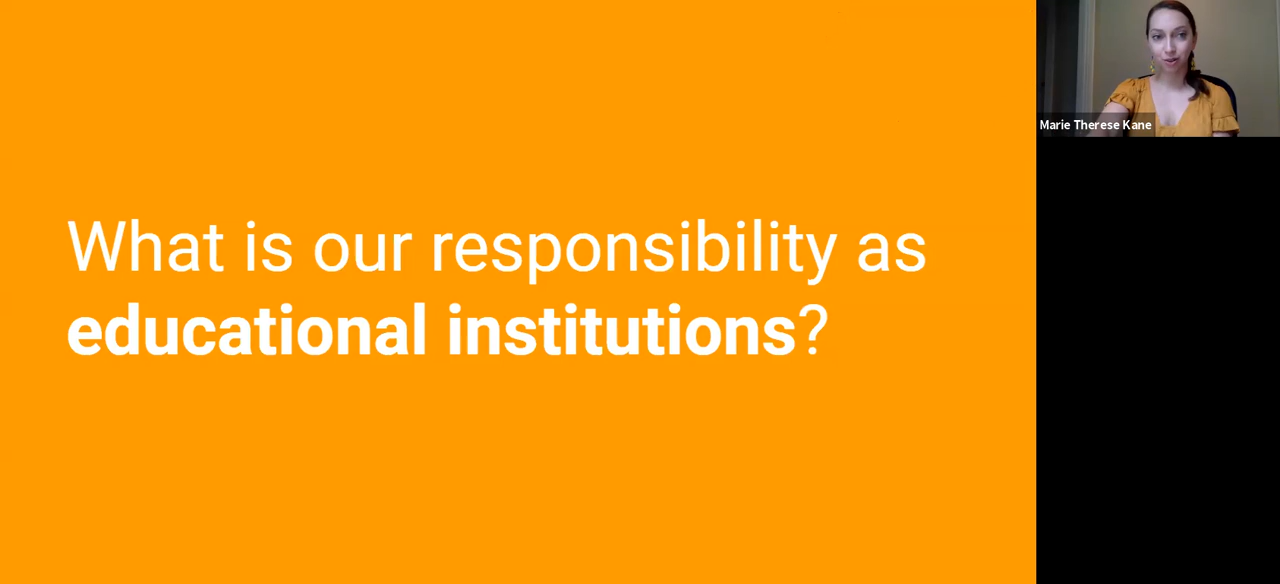 What is our responsibility as
educational institutions?
Marie Therese Kane